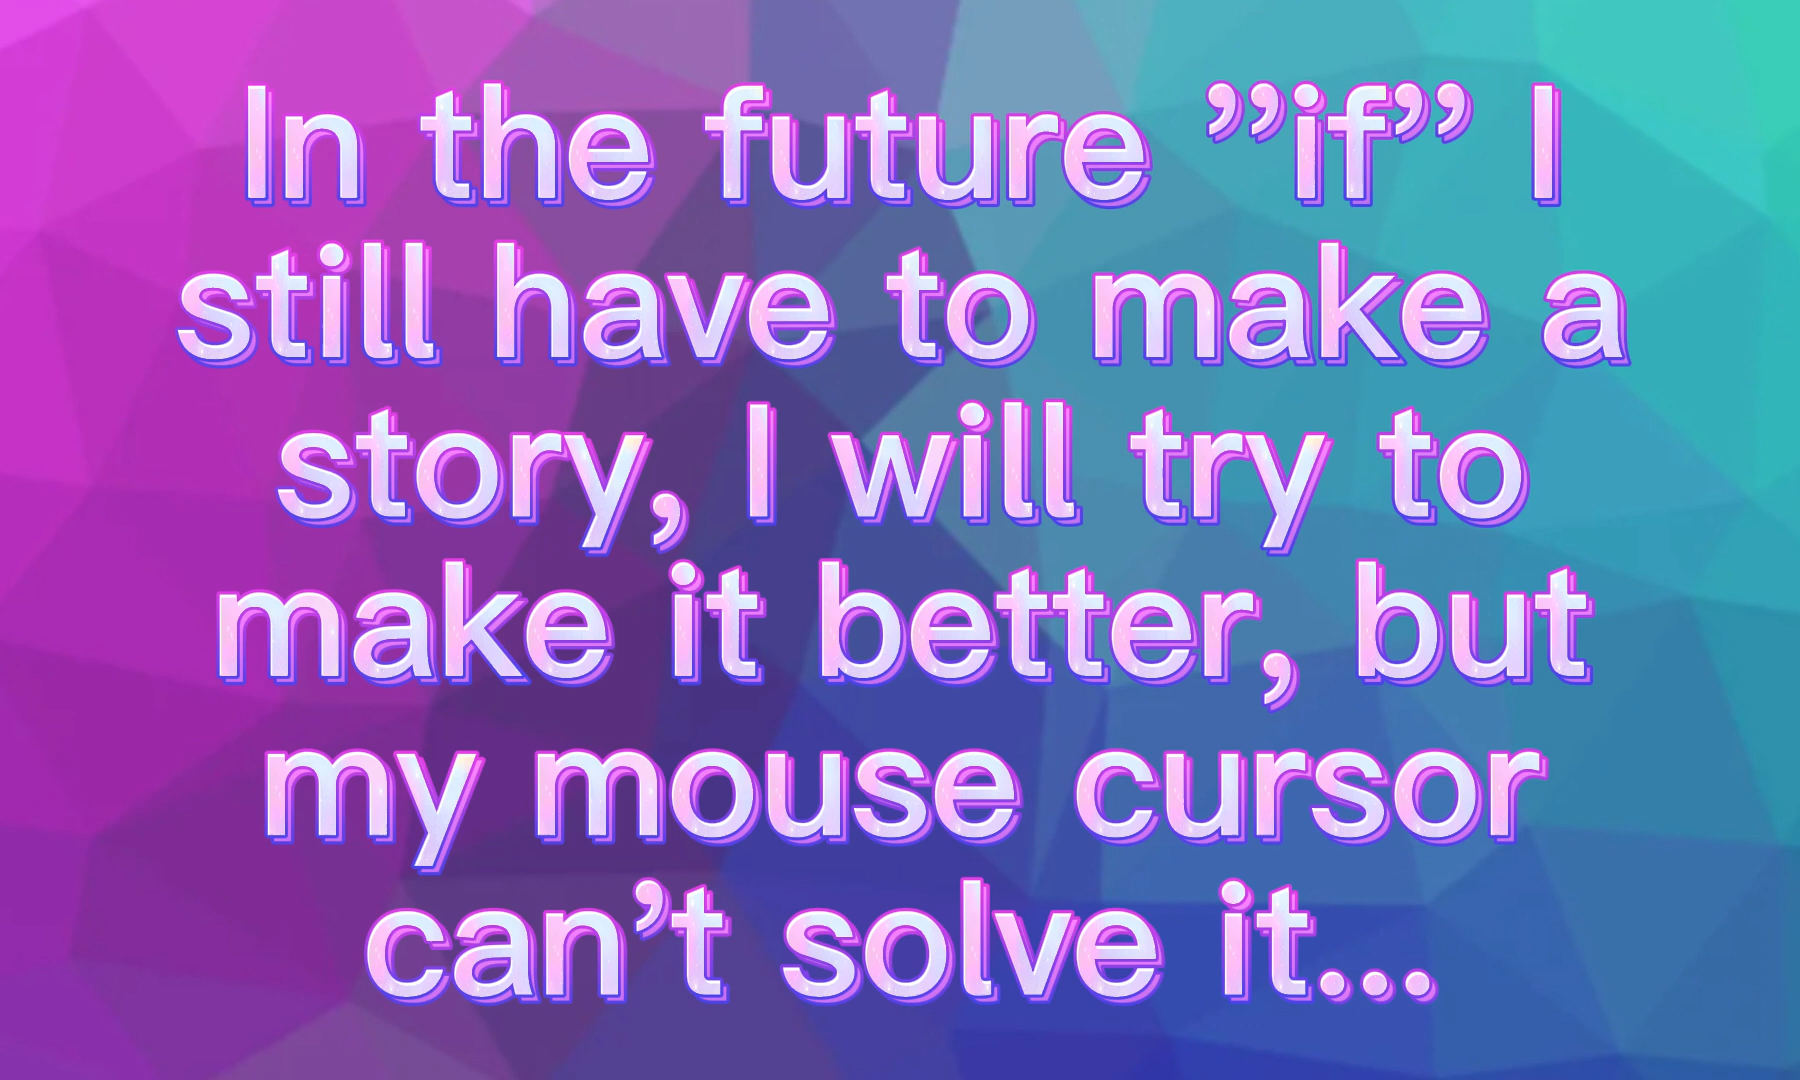 In the future ”if” I
still have to make a
story, I will try to
make it better, but
my mouse cursor
can’t solve it...